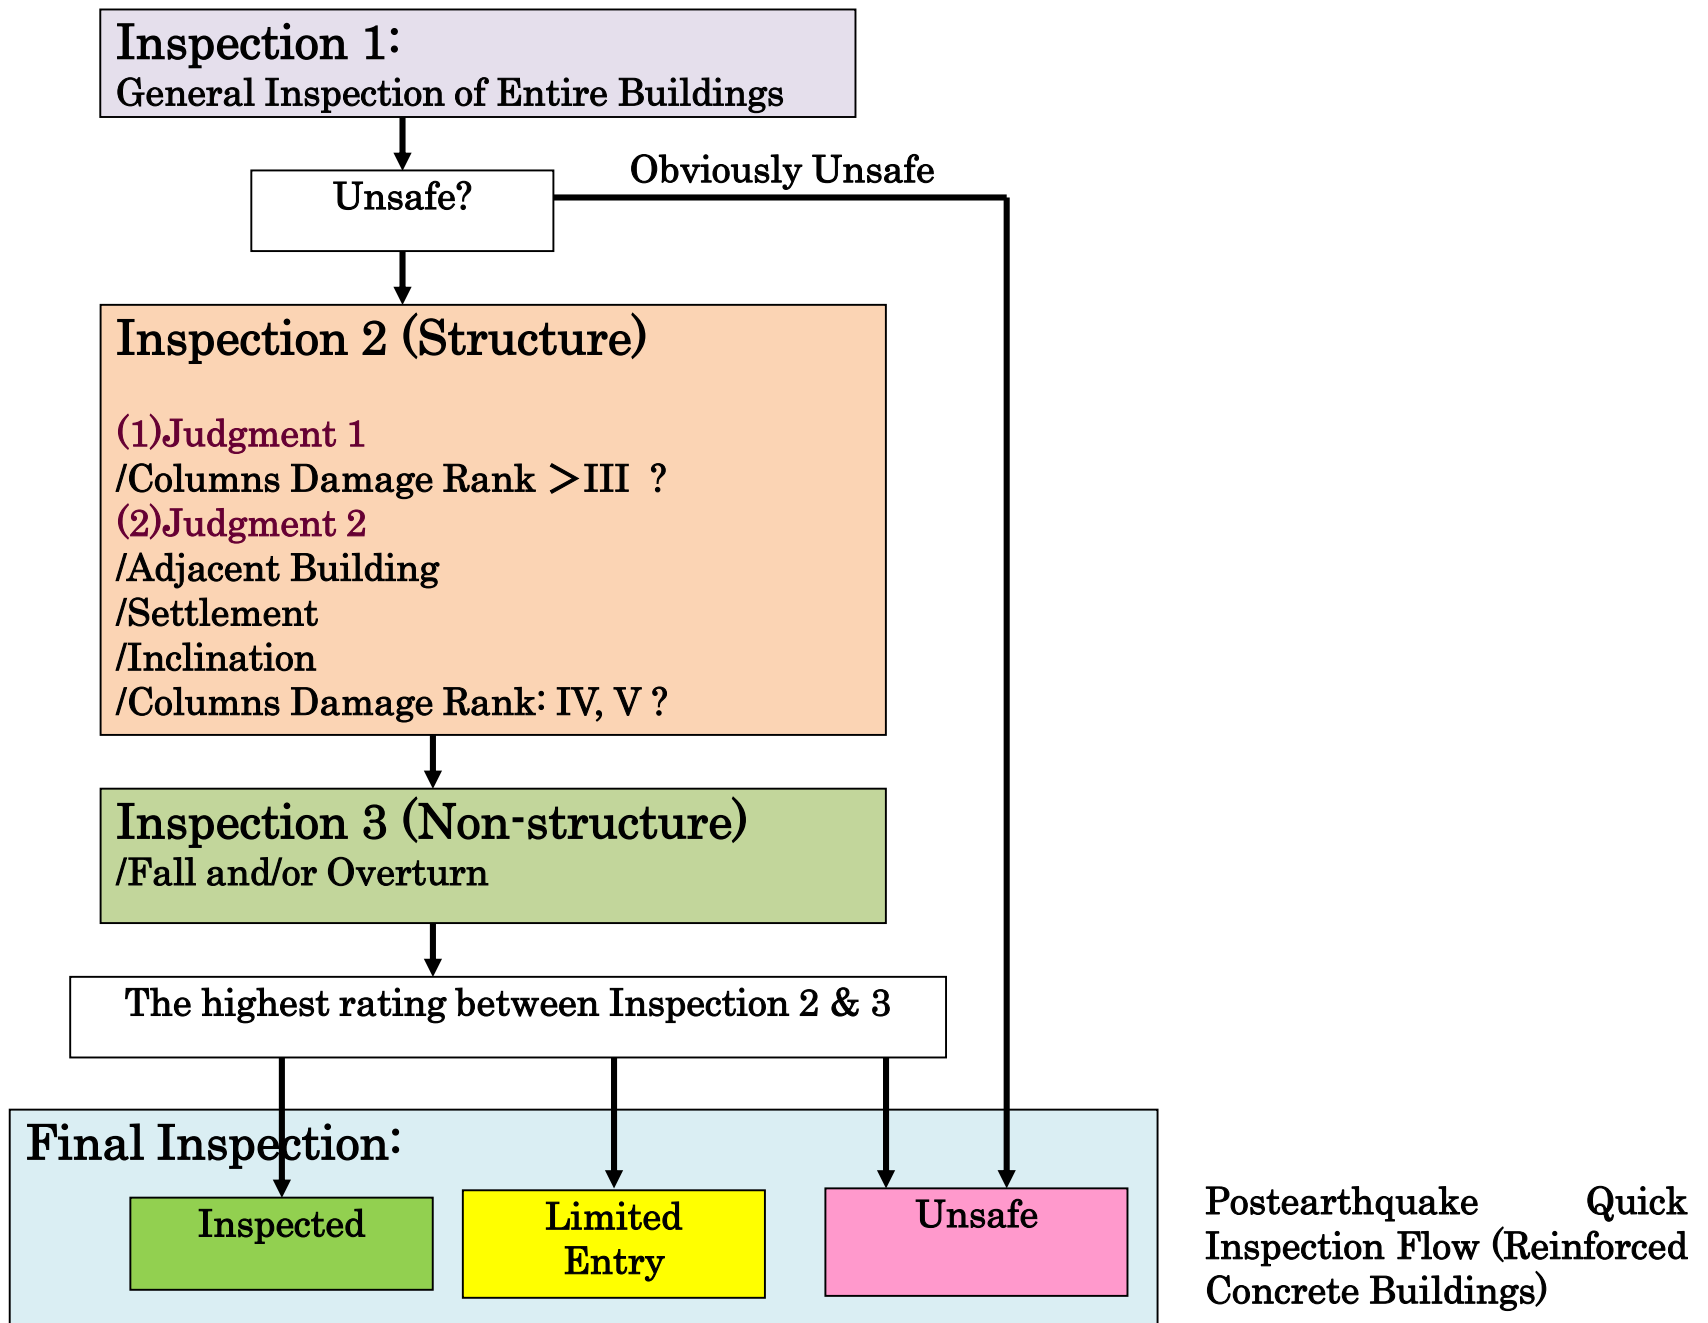 Inspection 1:
General Inspection of Entire Buildings
Unsafe?
Obviously Unsafe
Inspection 2 (Structure)
(1)Judgment 1
/Columns Damage Rank ＞III ?
(2)Judgment 2
/Adjacent Building
/Settlement
/Inclination
/Columns Damage Rank: IV, V ?
Inspection 3 (Non-structure)
/Fall and/or Overturn
The highest rating between Inspection 2 & 3
Final Inspection:
Inspected
Limited
Entry
Unsafe
Postearthquake Quick
Inspection Flow (Reinforced
Concrete Buildings)